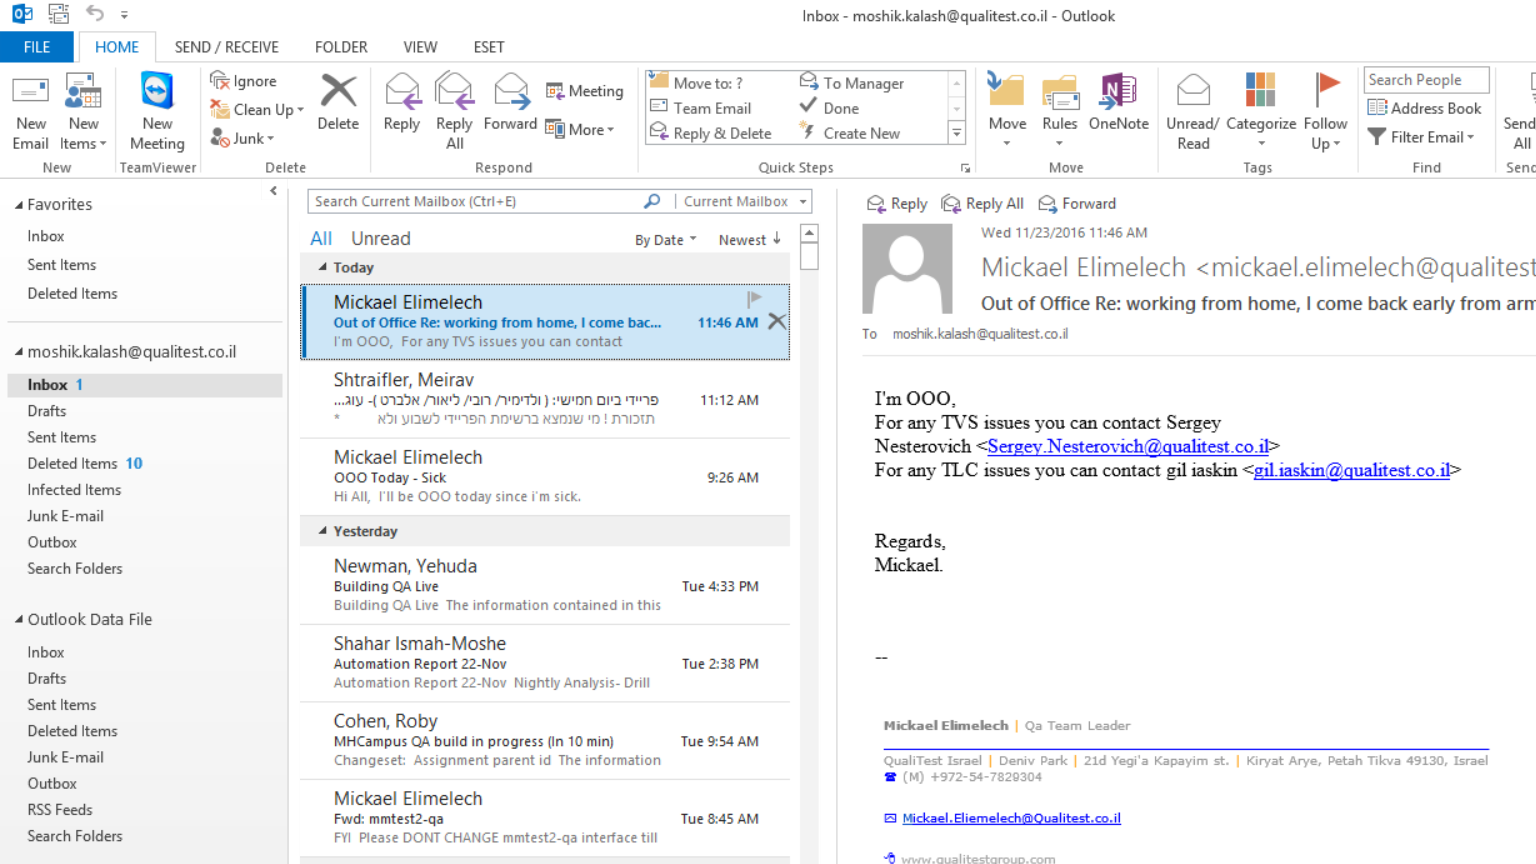 Inbox - moshik.kalash@qualitest.co.il - Outlook
FILE HOME SEND / RECEIVE FOLDER VIEW ESET
New Email
New Items
New
New Meeting
TeamViewer
Ignore
Clean Up
Junk
Delete
Delete
Reply
Reply All
Forward
Meeting
More
Respond
Move to: ?
Team Email
Reply & Delete
To Manager
Done
Create New
Quick Steps
Move
Rules
OneNote
Move
Unread/ Read
Categorize
Follow Up
Tags
Search People
Address Book
Filter Email
Find
Send
All
Send
Favorites
Inbox
Sent Items
Deleted Items
moshik.kalash@qualitest.co.il
Inbox 1
Drafts
Sent Items
Deleted Items 10
Infected Items
Junk E-mail
Outbox
Search Folders
Outlook Data File
Inbox
Drafts
Sent Items
Deleted Items
Junk E-mail
Outbox
RSS Feeds
Search Folders
Search Current Mailbox (Ctrl+E) Current Mailbox
All Unread By Date Newest
Today
Mickael Elimelech
Out of Office Re: working from home, I come bac... 11:46 AM
I'm OOO, For any TVS issues you can contact
Shtraifler, Meirav
פריידי ביום חמישי: ( ולדימיר/ רובי/ ליאור/ אלברט )- עוג... 11:12 AM
תזכורת ! מי שנמצא ברשימת הפריידי לשבוע ולא *
Mickael Elimelech
OOO Today - Sick 9:26 AM
Hi All, I'll be OOO today since i'm sick.
Yesterday
Newman, Yehuda
Building QA Live Tue 4:33 PM
Building QA Live The information contained in this
Shahar Ismah-Moshe
Automation Report 22-Nov Tue 2:38 PM
Automation Report 22-Nov Nightly Analysis- Drill
Cohen, Roby
MHCampus QA build in progress (In 10 min) Tue 9:54 AM
Changeset: Assignment parent id The information
Mickael Elimelech
Fwd: mmtest2-qa Tue 8:45 AM
FYI Please DONT CHANGE mmtest2-qa interface till
Reply Reply All Forward
Wed 11/23/2016 11:46 AM
Mickael Elimelech <mickael.elimelech@qualitest
Out of Office Re: working from home, I come back early from arm
To moshik.kalash@qualitest.co.il
I'm OOO,
For any TVS issues you can contact Sergey
Nesterovich <Sergey.Nesterovich@qualitest.co.il>
For any TLC issues you can contact gil iaskin <gil.iaskin@qualitest.co.il>
Regards,
Mickael.
--
Mickael Elimelech | Qa Team Leader
QualiTest Israel | Deniv Park | 21d Yegi'a Kapayim st. | Kiryat Arye, Petah Tikva 49130, Israel
(M) +972-54-7829304
Mickael.Eliemelech@Qualitest.co.il
www.qualitestgroup.com